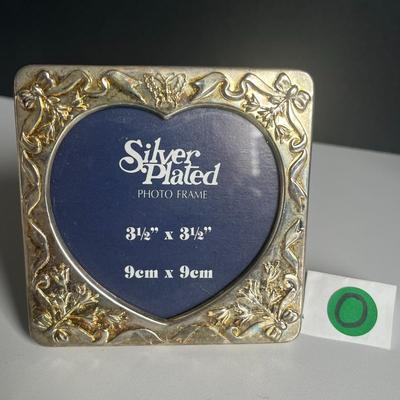 Silver
Plated
PHOTO FRAME
3½" x 3½"
9cm x 9cm
O